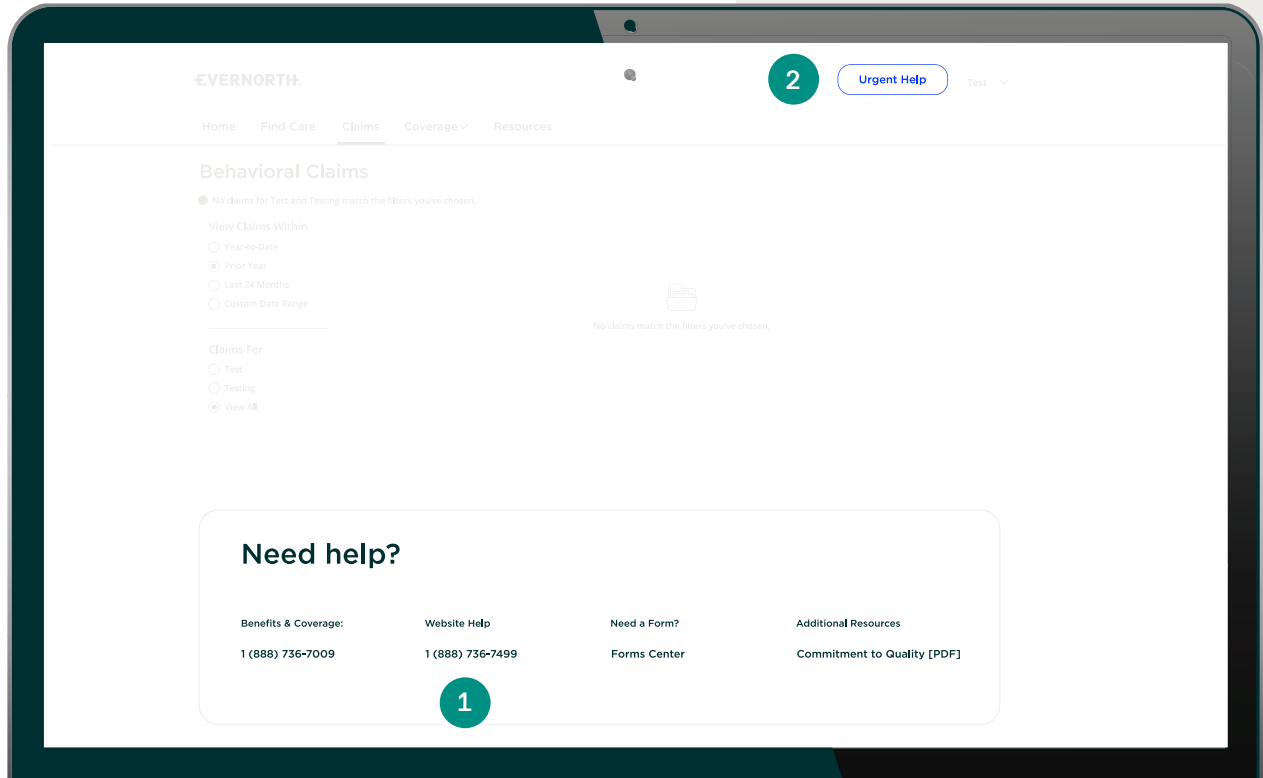 EVERNORTH
2
Urgent Help
Test
Home Find Care Claims Coverage Resources
Behavioral Claims
No claims for Test and Testing match the filters you've chosen.
View Claims Within
Year-to-Date
Prior Year
Last 24 Months
Custom Date Range
No claims match the filters you've chosen.
Claims For
Test
Testing
View All
Need help?
Benefits & Coverage: Website Help Need a Form? Additional Resources
1 (888) 736-7009 1 (888) 736-7499 Forms Center Commitment to Quality [PDF]
1